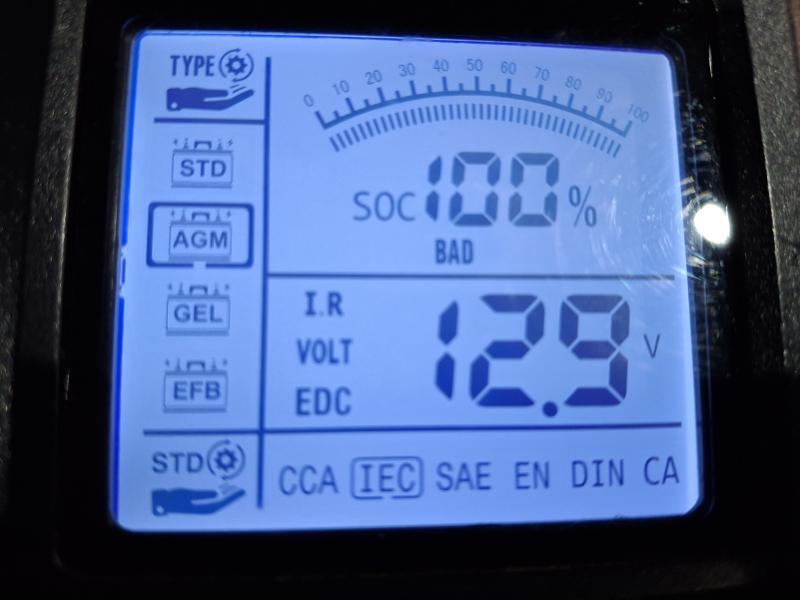 TYPE
0 10 20 30 40 50 60 70 80 90 100
STD
SOC 100 %
AGM
BAD
GEL
I.R
12.9 V
VOLT
EFB
EDC
STD
CCA IEC SAE EN DIN CA